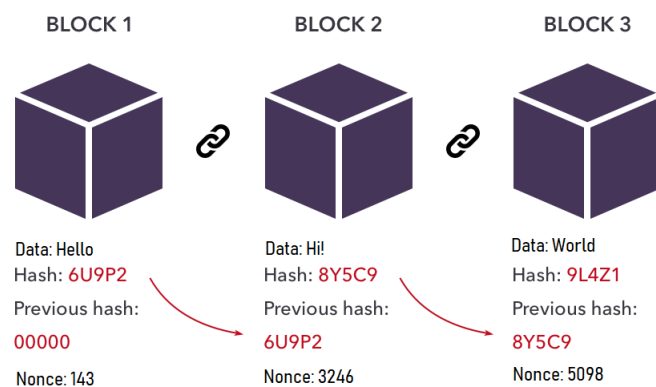 BLOCK 1
BLOCK 2
BLOCK 3
Data: Hello
Hash: 6U9P2
Previous hash:
00000
Nonce: 143
Data: Hi!
Hash: 8Y5C9
Previous hash:
6U9P2
Nonce: 3246
Data: World
Hash: 9L4Z1
Previous hash:
8Y5C9
Nonce: 5098